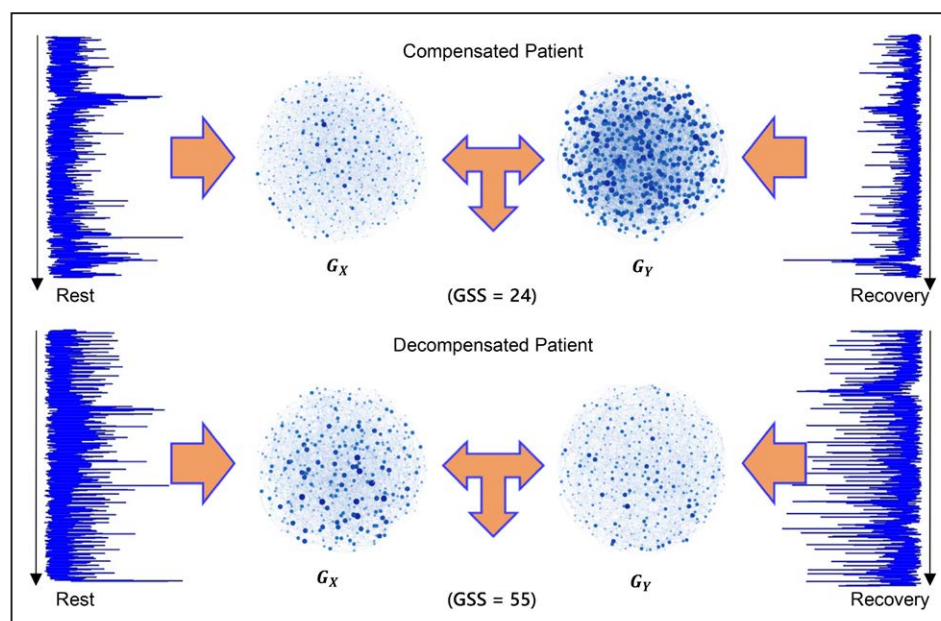 Compensated Patient
G_X
G_Y
Rest
(GSS = 24)
Recovery
Decompensated Patient
G_X
G_Y
Rest
(GSS = 55)
Recovery